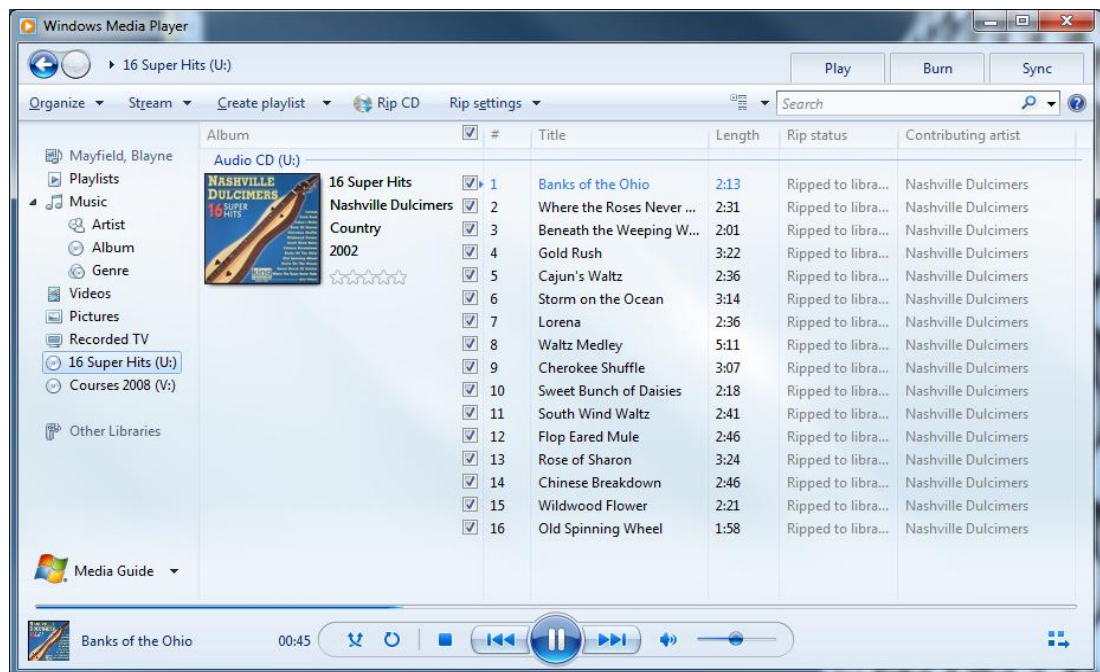 Windows Media Player
16 Super Hits (U:)
Play Burn Sync
Organize Stream Create playlist Rip CD Rip settings Search
Album # Title Length Rip status Contributing artist
Mayfield, Blayne
Playlists
Music
Artist
Album
Genre
Videos
Pictures
Recorded TV
16 Super Hits (U:)
Courses 2008 (V:)
Other Libraries
Media Guide
Audio CD (U:)
NASHVILLE
DULCIMERS
16 SUPER
HITS
16 Super Hits
Nashville Dulcimers
Country
2002
1 Banks of the Ohio 2:13 Ripped to libra... Nashville Dulcimers
2 Where the Roses Never ... 2:31 Ripped to libra... Nashville Dulcimers
3 Beneath the Weeping W... 2:01 Ripped to libra... Nashville Dulcimers
4 Gold Rush 3:22 Ripped to libra... Nashville Dulcimers
5 Cajun's Waltz 2:36 Ripped to libra... Nashville Dulcimers
6 Storm on the Ocean 3:14 Ripped to libra... Nashville Dulcimers
7 Lorena 2:36 Ripped to libra... Nashville Dulcimers
8 Waltz Medley 5:11 Ripped to libra... Nashville Dulcimers
9 Cherokee Shuffle 3:07 Ripped to libra... Nashville Dulcimers
10 Sweet Bunch of Daisies 2:18 Ripped to libra... Nashville Dulcimers
11 South Wind Waltz 2:41 Ripped to libra... Nashville Dulcimers
12 Flop Eared Mule 2:46 Ripped to libra... Nashville Dulcimers
13 Rose of Sharon 3:24 Ripped to libra... Nashville Dulcimers
14 Chinese Breakdown 2:46 Ripped to libra... Nashville Dulcimers
15 Wildwood Flower 2:21 Ripped to libra... Nashville Dulcimers
16 Old Spinning Wheel 1:58 Ripped to libra... Nashville Dulcimers
Banks of the Ohio 00:45